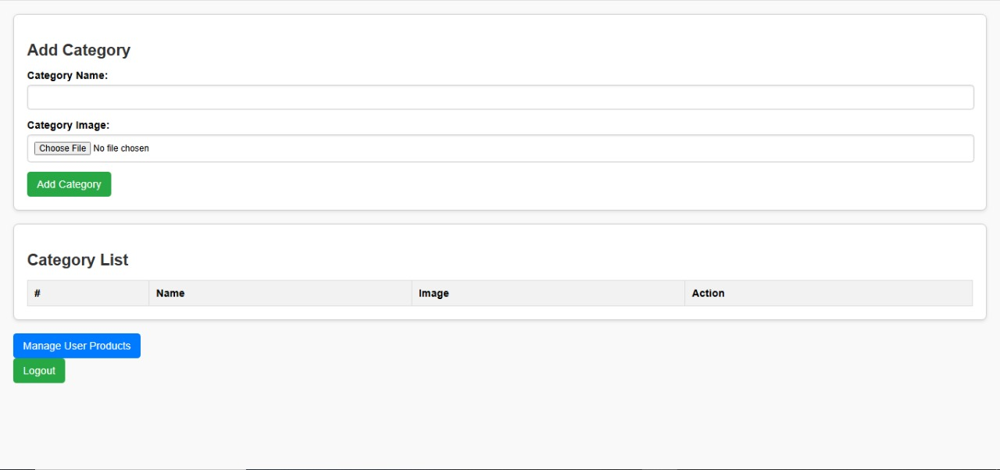 Add Category
Category Name:
Category Image:
Choose File No file chosen
Add Category
Category List
# Name Image Action
Manage User Products
Logout